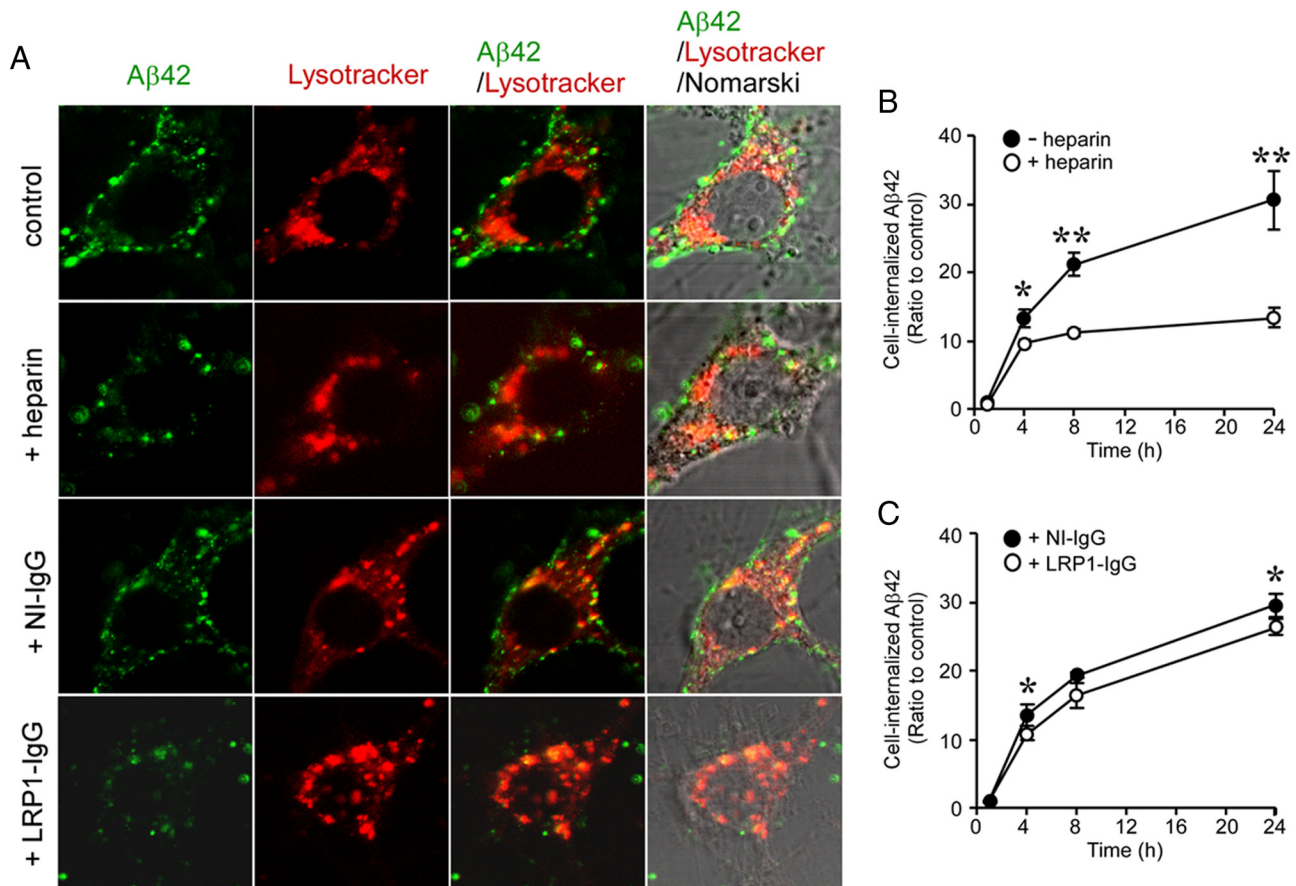 A
Aβ42
Lysotracker
Aβ42
/Lysotracker
Aβ42
/Lysotracker
/Nomarski
control
+ heparin
+ NI-IgG
+ LRP1-IgG
B
− heparin
+ heparin
Cell-internalized Aβ42
(Ratio to control)
40
30
20
10
0
*
**
**
0 4 8 12 16 20 24
Time (h)
C
+ NI-IgG
+ LRP1-IgG
Cell-internalized Aβ42
(Ratio to control)
40
30
20
10
0
*
*
0 4 8 12 16 20 24
Time (h)